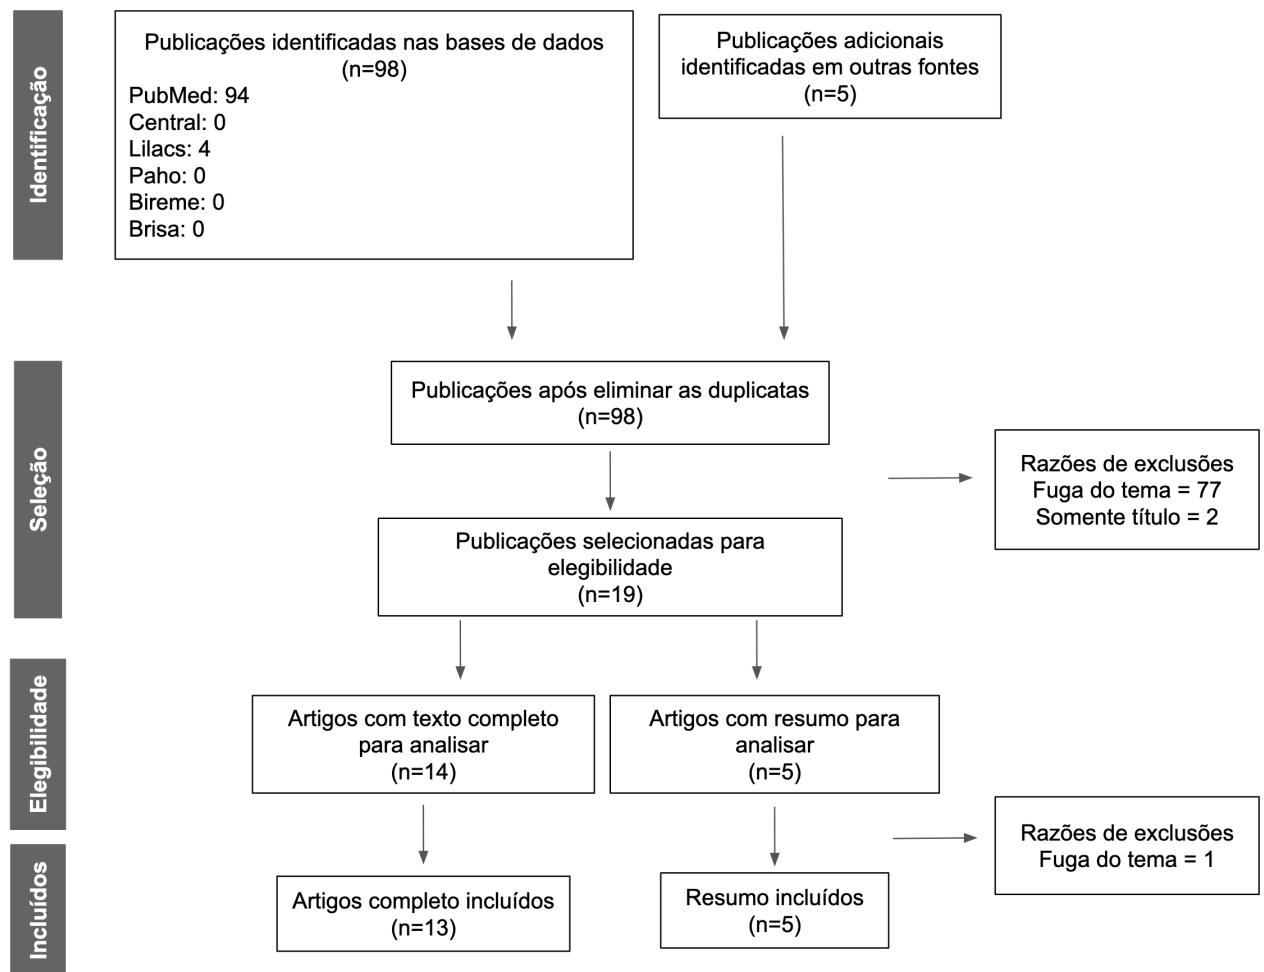 Identificação
Publicações identificadas nas bases de dados
(n=98)
PubMed: 94
Central: 0
Lilacs: 4
Paho: 0
Bireme: 0
Brisa: 0
Publicações adicionais
identificadas em outras fontes
(n=5)
Seleção
Publicações após eliminar as duplicatas
(n=98)
Razões de exclusões
Fuga do tema = 77
Somente título = 2
Publicações selecionadas para
elegibilidade
(n=19)
Elegibilidade
Artigos com texto completo
para analisar
(n=14)
Artigos com resumo para
analisar
(n=5)
Razões de exclusões
Fuga do tema = 1
Incluídos
Artigos completo incluídos
(n=13)
Resumo incluídos
(n=5)